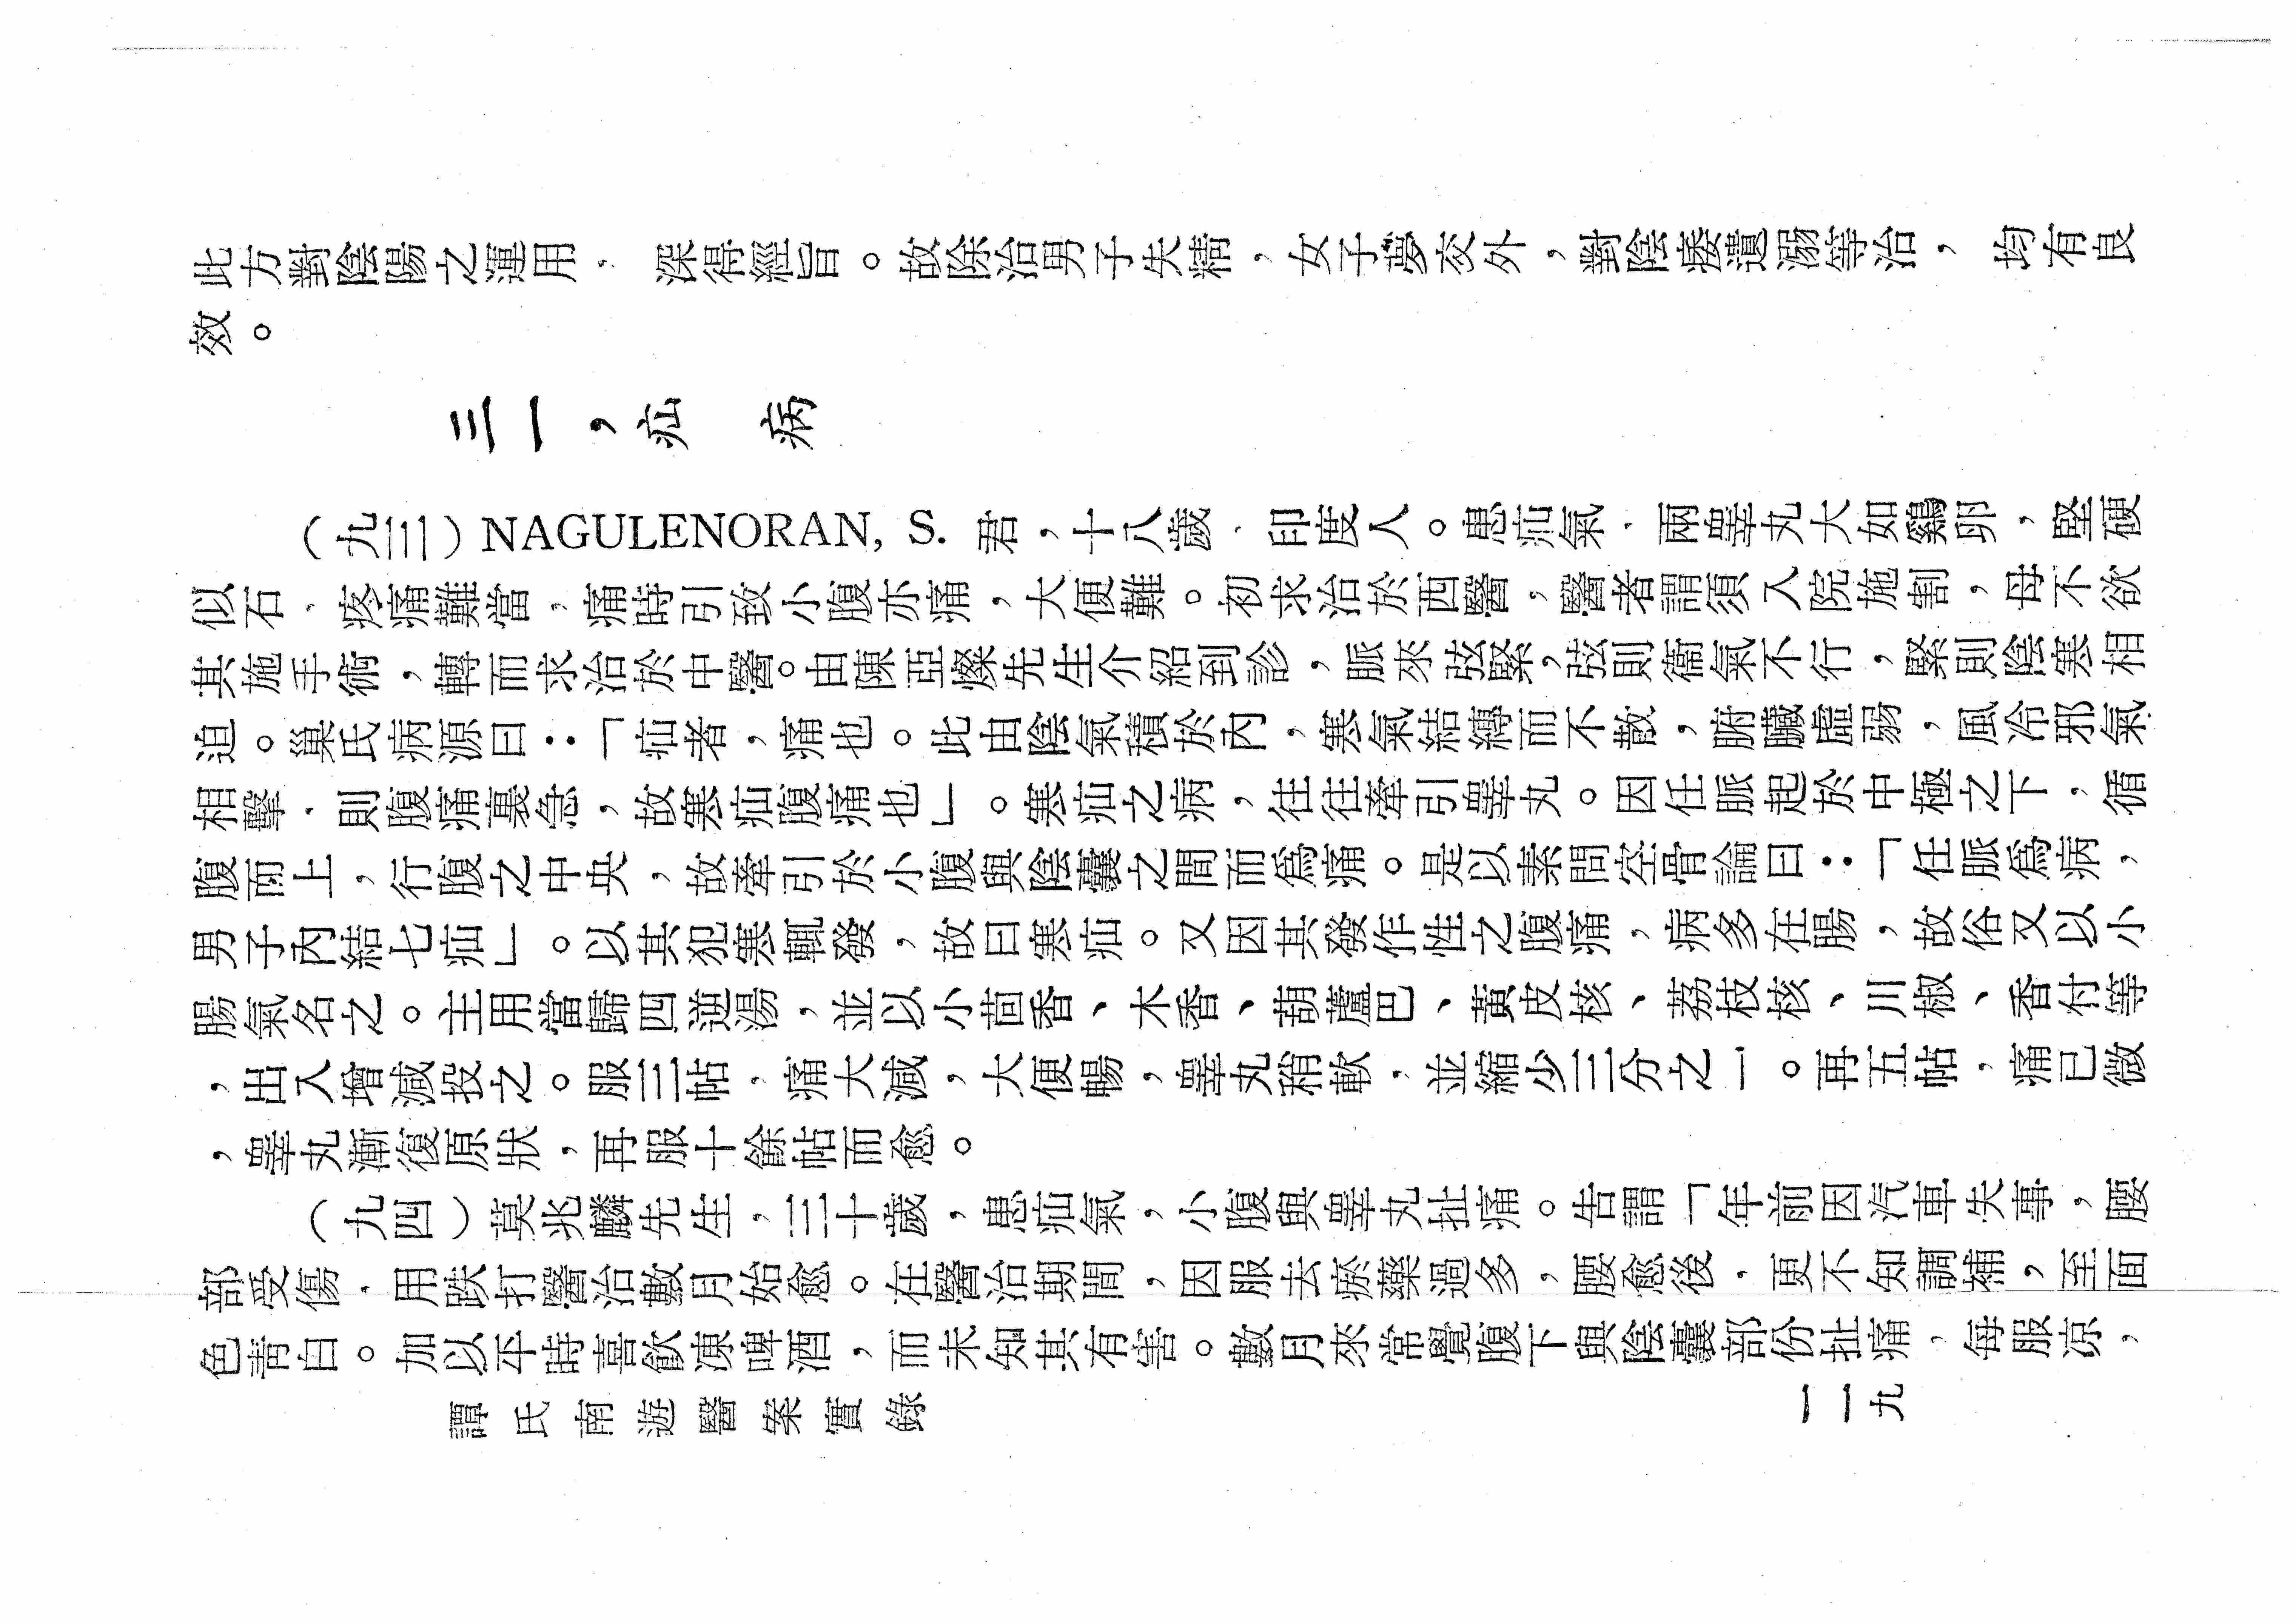 此方對陰陽之運用，深得經旨。故除治男子失精，女子夢交外，對陰痿遺溺等治，均有良
效。
三一，疝病
（九三）NAGULENORAN, S. 君，十八歲．印度人。患疝氣．兩睾丸大如鷄卵，堅硬
似石．疼痛難當，痛時引致小腹亦痛，大便難。初求治於西醫，醫者謂須入院施割，母不欲
其施手術，轉而求治於中醫。由陳亞燦先生介紹到診，脈來弦緊，弦則衞氣不行，緊則陰寒相
迫。巢氏病源曰：「疝者，痛也。此由陰氣積於內，寒氣結縛而不散，腑臟虛弱，風冷邪氣
相擊．則腹痛裏急，故寒疝腹痛也」。寒疝之病，往往牽引睾丸。因任脈起於中極之下，循
腹而上，行腹之中央，故牽引於小腹與陰囊之間而爲痛。是以素問空骨論曰：「任脈爲病，
男子內結七疝」。以其犯寒輒發，故曰寒疝。又因其發作性之腹痛，病多在腸，故俗又以小
腸氣名之。主用當歸四逆湯，並以小茴香、木香、葫蘆巴、黃皮核、荔枝核、川椒、香付等
，出入增減投之。服三帖，痛大減，大便暢，睾丸稍軟，並縮少三分之一。再五帖，痛已微
，睾丸漸復原狀，再服十餘帖而愈。
（九四）莫兆麟先生，三十歲，患疝氣，小腹與睾丸扯痛。告謂「年前因汽車失事，腰
部受傷．用跌打醫治數月始愈。在醫治期間，因服去瘀藥過多，腰愈後，更不知調補，至面
色靑白。加以平時喜飲凍啤酒，而未知其有害。數月來常覺腹下與陰囊部份扯痛，每服凉，
譚氏南遊醫案實錄
一一九